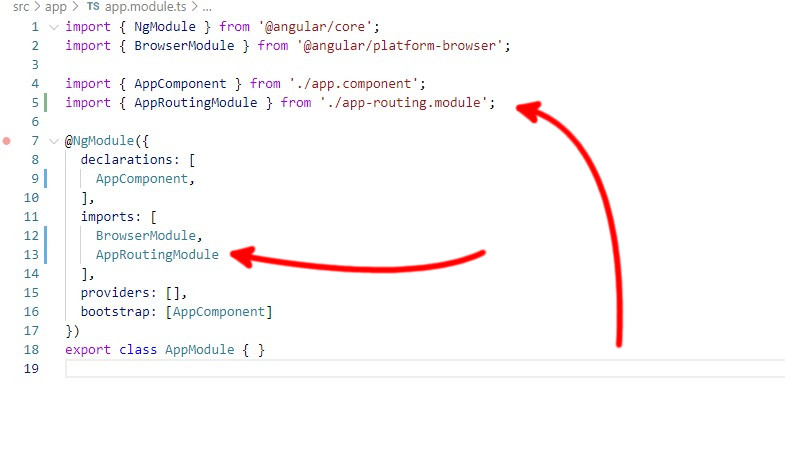 src > app > TS app.module.ts > ...
1 import { NgModule } from '@angular/core';
2 import { BrowserModule } from '@angular/platform-browser';
3
4 import { AppComponent } from './app.component';
5 import { AppRoutingModule } from './app-routing.module';
6
7 @NgModule({
8 declarations: [
9 AppComponent,
10 ],
11 imports: [
12 BrowserModule,
13 AppRoutingModule
14 ],
15 providers: [],
16 bootstrap: [AppComponent]
17 })
18 export class AppModule { }
19